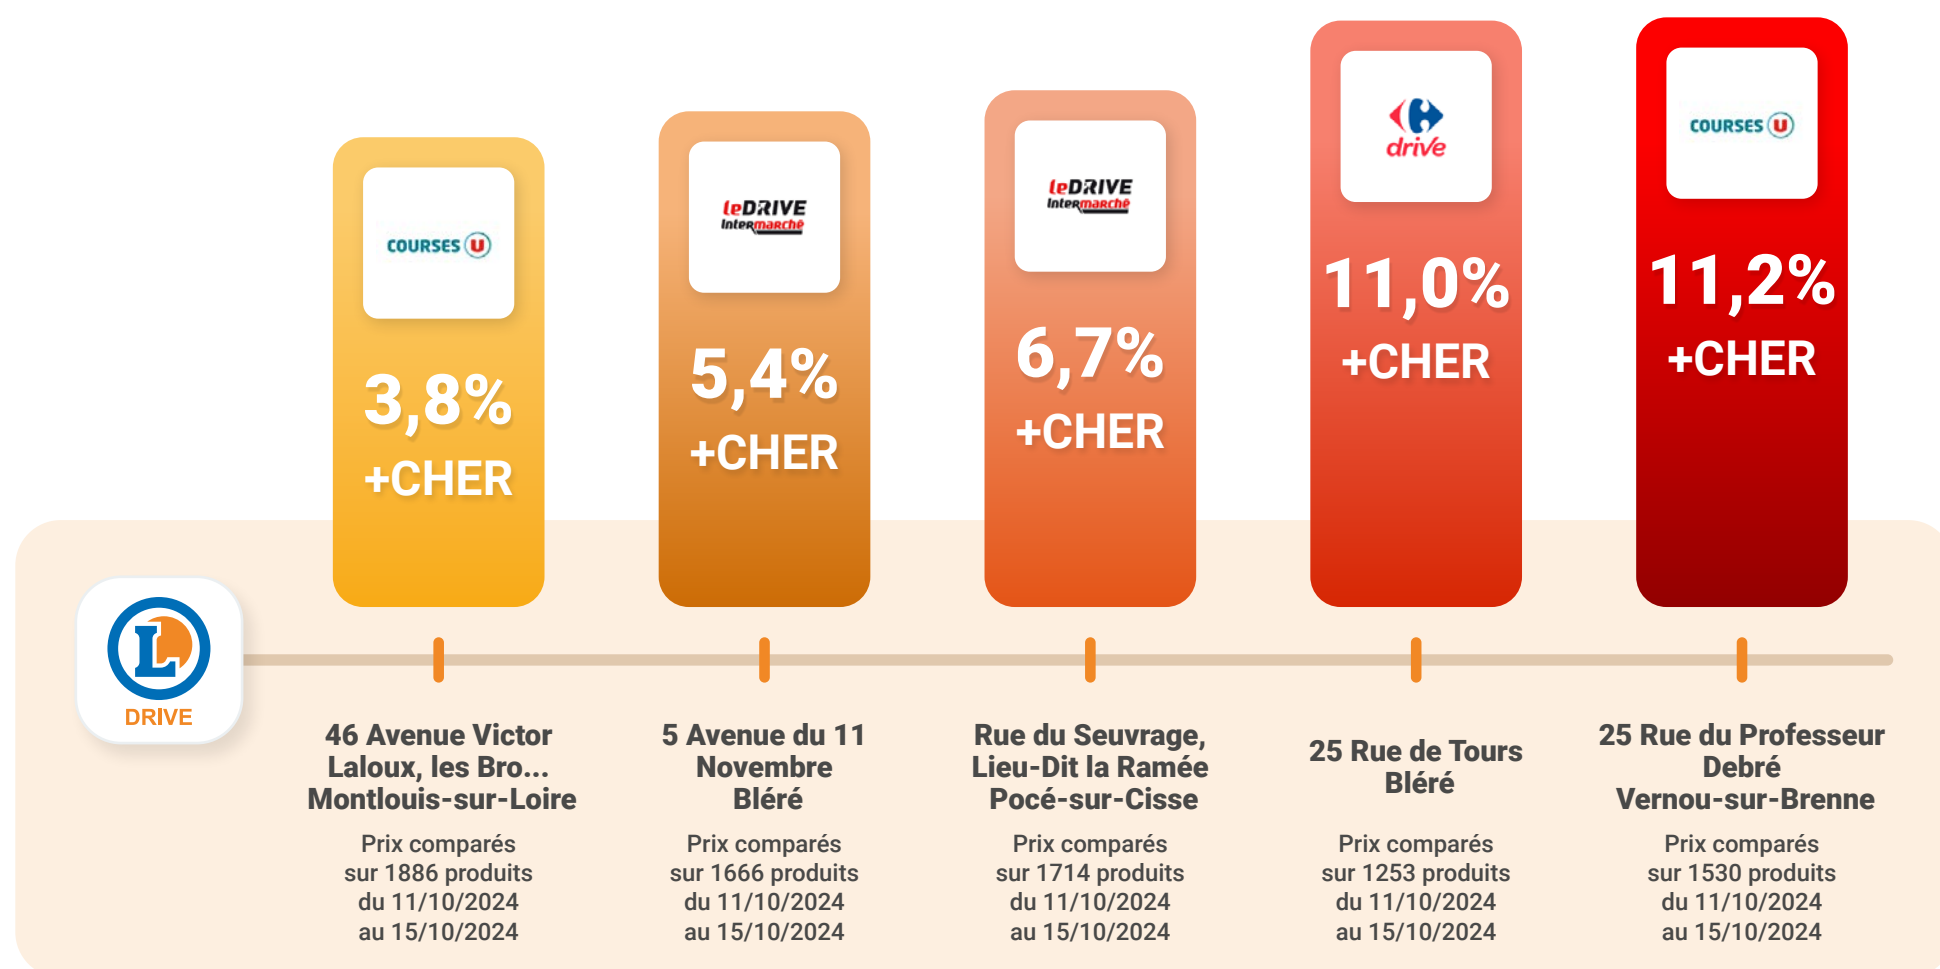 COURSES U
3,8%
+CHER
leDRIVE
Intermarché
5,4%
+CHER
leDRIVE
Intermarché
6,7%
+CHER
drive
11,0%
+CHER
COURSES U
11,2%
+CHER
L
DRIVE
46 Avenue Victor
Laloux, les Bro...
Montlouis-sur-Loire
Prix comparés
sur 1886 produits
du 11/10/2024
au 15/10/2024
5 Avenue du 11
Novembre
Bléré
Prix comparés
sur 1666 produits
du 11/10/2024
au 15/10/2024
Rue du Seuvrage,
Lieu-Dit la Ramée
Pocé-sur-Cisse
Prix comparés
sur 1714 produits
du 11/10/2024
au 15/10/2024
25 Rue de Tours
Bléré
Prix comparés
sur 1253 produits
du 11/10/2024
au 15/10/2024
25 Rue du Professeur
Debré
Vernou-sur-Brenne
Prix comparés
sur 1530 produits
du 11/10/2024
au 15/10/2024